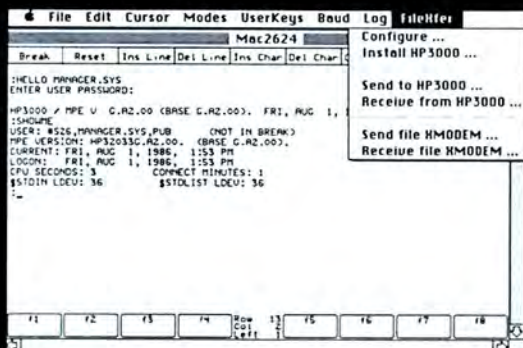 File Edit Cursor Modes UserKeys Baud Log FileXfer
Mac2624
Configure ...
Install HP3000 ...
Send to HP3000 ...
Receive from HP3000 ...
Send file XMODEM ...
Receive file XMODEM ...
Break Reset Ins Line Del Line Ins Char Del Char
:HELLO MANAGER.SYS
ENTER USER PASSWORD:
HP3000 / MPE V G.A2.00 (BASE G.A2.00). FRI, AUG 1, 1
:SHOWME
USER: #S26,MANAGER.SYS,PUB (NOT IN BREAK)
MPE VERSION: HP32033G.A2.00. (BASE G.A2.00).
CURRENT: FRI, AUG 1, 1986, 1:53 PM
LOGON: FRI, AUG 1, 1986, 1:53 PM
CPU SECONDS: 3 CONNECT MINUTES: 1
$STDIN LDEV: 36 $STDLIST LDEV: 36
:_
f1 f2 f3 f4 Row 13 f5 f6 f7 f8
Col 2
Left 1